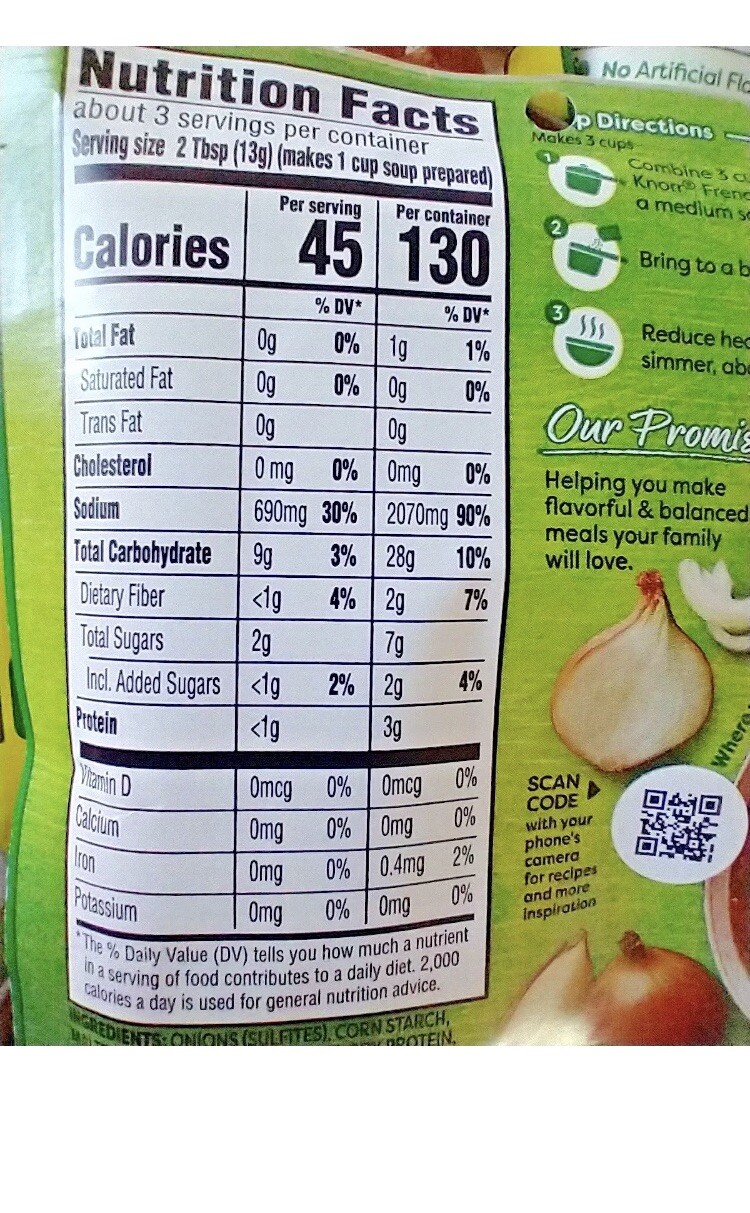 Nutrition Facts
about 3 servings per container
Serving size 2 Tbsp (13g) (makes 1 cup soup prepared)
Per serving Per container
Calories 45 130
% DV* % DV*
Total Fat 0g 0% 1g 1%
Saturated Fat 0g 0% 0g 0%
Trans Fat 0g 0g
Cholesterol 0 mg 0% 0mg 0%
Sodium 690mg 30% 2070mg 90%
Total Carbohydrate 9g 3% 28g 10%
Dietary Fiber <1g 4% 2g 7%
Total Sugars 2g 7g
Incl. Added Sugars <1g 2% 2g 4%
Protein <1g 3g
Vitamin D 0mcg 0% 0mcg 0%
Calcium 0mg 0% 0mg 0%
Iron 0mg 0% 0.4mg 2%
Potassium 0mg 0% 0mg 0%
*The % Daily Value (DV) tells you how much a nutrient
in a serving of food contributes to a daily diet. 2,000
calories a day is used for general nutrition advice.
INGREDIENTS: ONIONS (SULFITES), CORN STARCH,
PROTEIN,
No Artificial
Directions
Makes 3 cups
1
Combine 3
Knorr®
a medium
2
Bring to a
3
Reduce
simmer,
Our
Helping you make
flavorful & balanced
meals your family
will love.
SCAN
CODE
with your
phone's
camera
for recipes
and more
inspiration